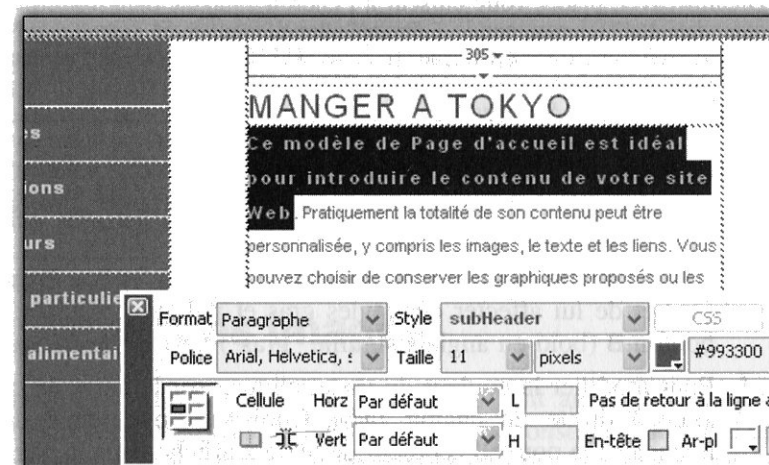 305
MANGER A TOKYO
Ce modèle de Page d'accueil est idéal
pour introduire le contenu de votre site
Web. Pratiquement la totalité de son contenu peut être
personnalisée, y compris les images, le texte et les liens. Vous
pouvez choisir de conserver les graphiques proposés ou les
es
ions
urs
particulie
alimentai
Format Paragraphe Style subHeader CSS
Police Arial, Helvetica, s Taille 11 pixels #993300
Cellule Horz Par défaut L Pas de retour à la ligne a
Vert Par défaut H En-tête Ar-pl